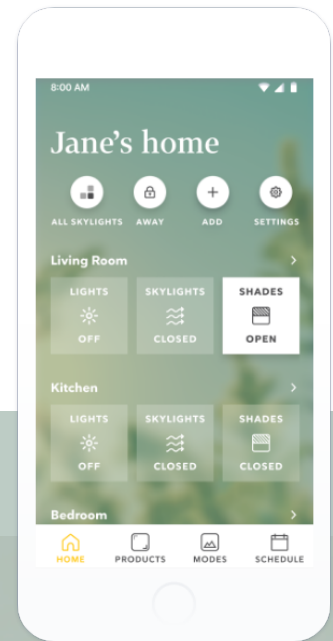 8:00 AM
Jane's home
ALL SKYLIGHTS AWAY ADD SETTINGS
Living Room
LIGHTS SKYLIGHTS SHADES
OFF CLOSED OPEN
Kitchen
LIGHTS SKYLIGHTS SHADES
OFF CLOSED CLOSED
Bedroom
HOME PRODUCTS MODES SCHEDULE